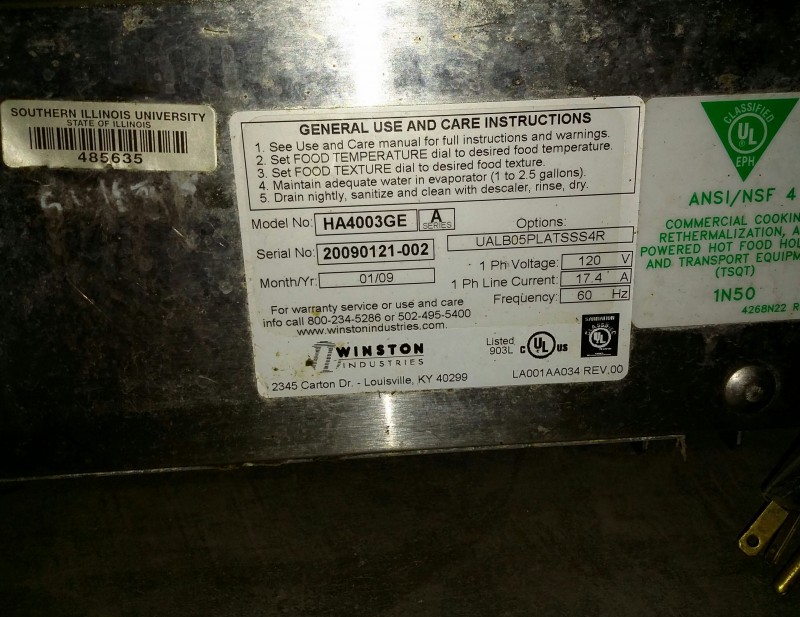 SOUTHERN ILLINOIS UNIVERSITY
STATE OF ILLINOIS
485635
GENERAL USE AND CARE INSTRUCTIONS
1. See Use and Care manual for full instructions and warnings.
2. Set FOOD TEMPERATURE dial to desired food temperature.
3. Set FOOD TEXTURE dial to desired food texture.
4. Maintain adequate water in evaporator (1 to 2.5 gallons).
5. Drain nightly, sanitize and clean with descaler, rinse, dry.
Model No: HA4003GE A SERIES
Serial No: 20090121-002
Month/Yr: 01/09
Options:
UALB05PLATSSS4R
1 Ph Voltage: 120 V
1 Ph Line Current: 17.4 A
Frequency: 60 Hz
For warranty service or use and care
info call 800-234-5286 or 502-495-5400
www.winstonindustries.com
WINSTON
INDUSTRIES
2345 Carton Dr. - Louisville, KY 40299
Listed
903L
C UL US
SANITATION
CLASSIFIED
UL
LA001AA034 REV.00
CLASSIFIED
UL
EPH
ANSI/NSF 4
COMMERCIAL COOKIN
RETHERMALIZATION, A
POWERED HOT FOOD HOL
AND TRANSPORT EQUIPM
(TSQT)
1N50
4268N22 R